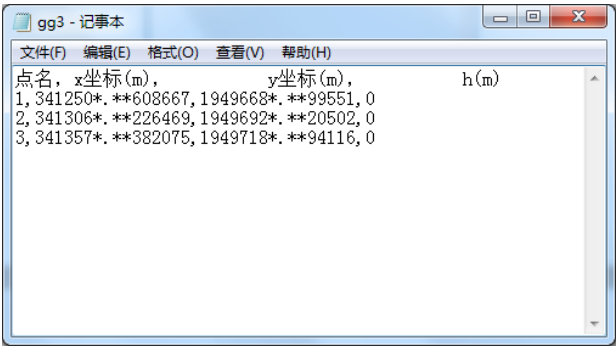 gg3 - 记事本
文件(F) 编辑(E) 格式(O) 查看(V) 帮助(H)
点名, x坐标(m), y坐标(m), h(m)
1,341250*.**608667,1949668*.**99551,0
2,341306*.**226469,1949692*.**20502,0
3,341357*.**382075,1949718*.**94116,0